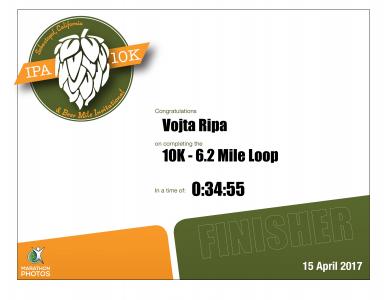 Sebastopol, California
IPA 10K
& Beer Mile Invitational
Congratulations
Vojta Ripa
on completing the
10K - 6.2 Mile Loop
In a time of: 0:34:55
FINISHER
15 April 2017
MARATHON
PHOTOS